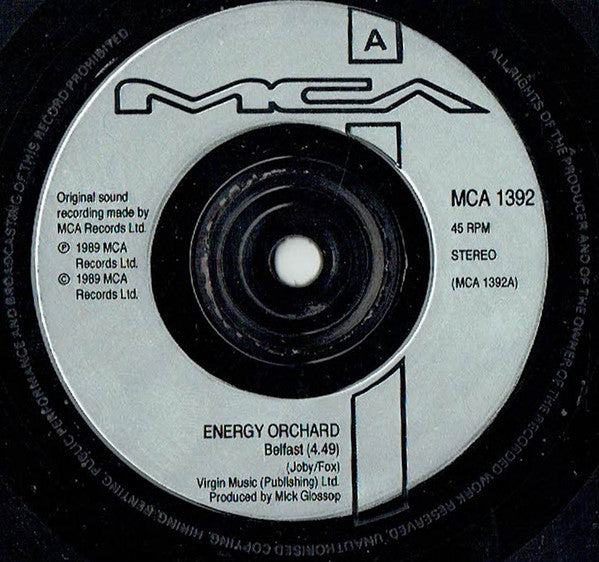 A
MCA
Original sound
recording made by
MCA Records Ltd.
Ⓟ 1989 MCA
Records Ltd.
© 1989 MCA
Records Ltd.
MCA 1392
45 RPM
STEREO
(MCA 1392A)
ENERGY ORCHARD
Belfast (4.49)
(Joby/Fox)
Virgin Music (Publishing) Ltd.
Produced by Mick Glossop
ALL RIGHTS OF THE PRODUCER AND OF THE OWNER OF THE RECORDED WORK RESERVED. UNAUTHORISED COPYING, HIRING, RENTING, PUBLIC PERFORMANCE AND BROADCASTING OF THIS RECORD PROHIBITED